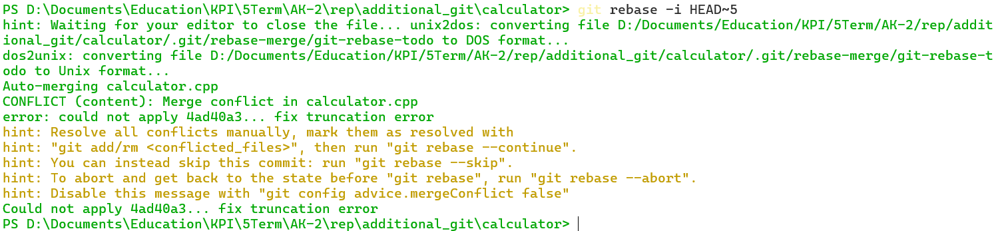 PS D:\Documents\Education\KPI\5Term\AK-2\rep\additional_git\calculator> git rebase -i HEAD~5
hint: Waiting for your editor to close the file... unix2dos: converting file D:/Documents/Education/KPI/5Term/AK-2/rep/addit
ional_git/calculator/.git/rebase-merge/git-rebase-todo to DOS format...
dos2unix: converting file D:/Documents/Education/KPI/5Term/AK-2/rep/additional_git/calculator/.git/rebase-merge/git-rebase-t
odo to Unix format...
Auto-merging calculator.cpp
CONFLICT (content): Merge conflict in calculator.cpp
error: could not apply 4ad40a3... fix truncation error
hint: Resolve all conflicts manually, mark them as resolved with
hint: "git add/rm <conflicted_files>", then run "git rebase --continue".
hint: You can instead skip this commit: run "git rebase --skip".
hint: To abort and get back to the state before "git rebase", run "git rebase --abort".
hint: Disable this message with "git config advice.mergeConflict false"
Could not apply 4ad40a3... fix truncation error
PS D:\Documents\Education\KPI\5Term\AK-2\rep\additional_git\calculator>